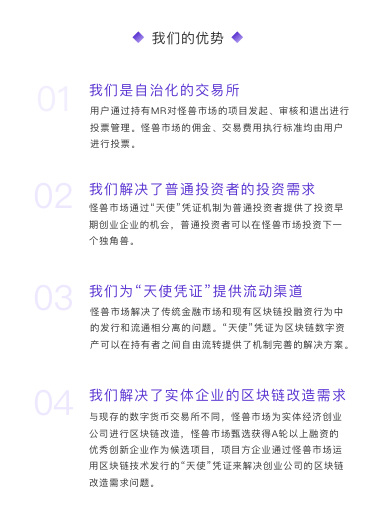 我们的优势
01
我们是自治化的交易所
用户通过持有MR对怪兽市场的项目发起、审核和退出进行
投票管理。怪兽市场的佣金、交易费用执行标准均由用户
进行投票。
02
我们解决了普通投资者的投资需求
怪兽市场通过“天使”凭证机制为普通投资者提供了投资早
期创业企业的机会，普通投资者可以在怪兽市场投资下一
个独角兽。
03
我们为“天使凭证”提供流动渠道
怪兽市场解决了传统金融市场和现有区块链投融资行为中
的发行和流通相分离的问题。“天使”凭证为区块链数字资
产可以在持有者之间自由流转提供了机制完善的解决方案。
04
我们解决了实体企业的区块链改造需求
与现存的数字货币交易所不同，怪兽市场为实体经济创业
公司进行区块链改造，怪兽市场甄选获得A轮以上融资的
优秀创新企业作为候选项目，项目方企业通过怪兽市场运
用区块链技术发行的“天使”凭证来解决创业公司的区块链
改造需求问题。